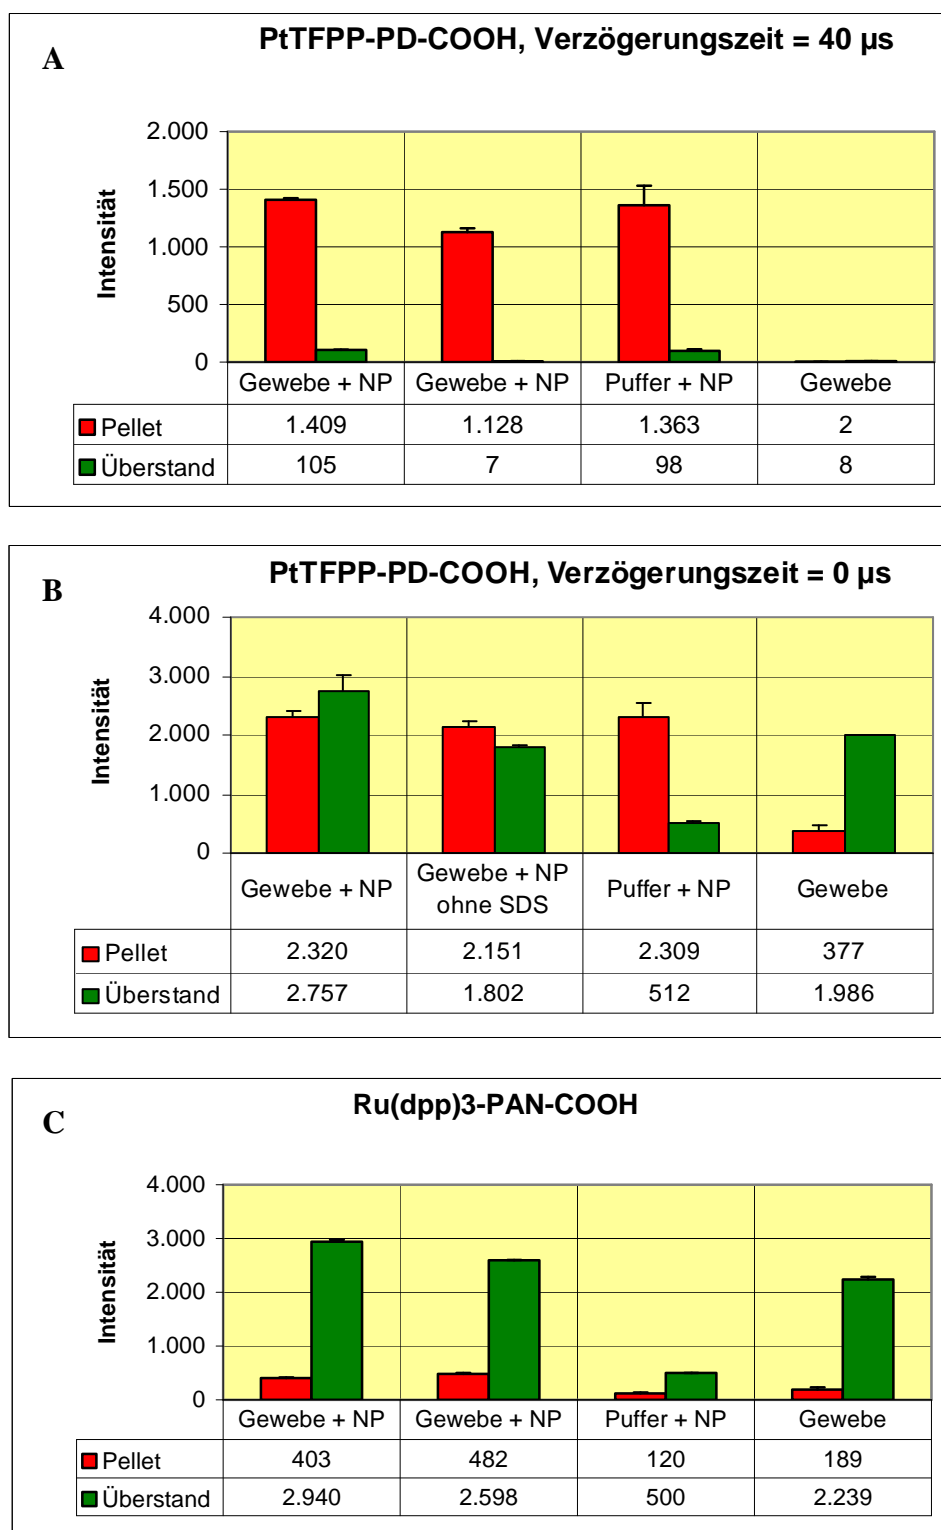 A
PtTFPP-PD-COOH, Verzögerungszeit = 40 µs
Intensität
2.000
1.500
1.000
500
0
Gewebe + NP Gewebe + NP Puffer + NP Gewebe
Pellet 1.409 1.128 1.363 2
Überstand 105 7 98 8
B
PtTFPP-PD-COOH, Verzögerungszeit = 0 µs
Intensität
4.000
3.000
2.000
1.000
0
Gewebe + NP Gewebe + NP ohne SDS Puffer + NP Gewebe
Pellet 2.320 2.151 2.309 377
Überstand 2.757 1.802 512 1.986
C
Ru(dpp)3-PAN-COOH
Intensität
4.000
3.000
2.000
1.000
0
Gewebe + NP Gewebe + NP Puffer + NP Gewebe
Pellet 403 482 120 189
Überstand 2.940 2.598 500 2.239